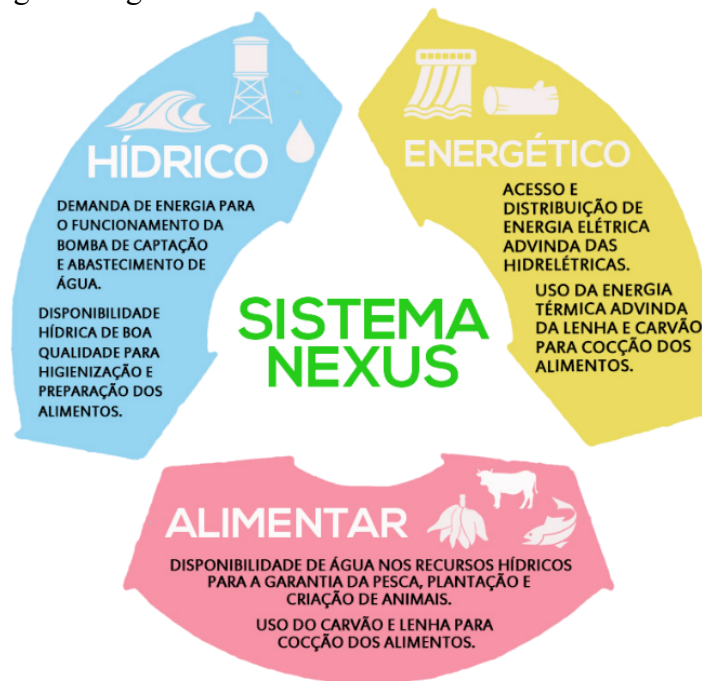 HÍDRICO
DEMANDA DE ENERGIA PARA
O FUNCIONAMENTO DA
BOMBA DE CAPTAÇÃO
E ABASTECIMENTO DE
ÁGUA.
DISPONIBILIDADE
HÍDRICA DE BOA
QUALIDADE PARA
HIGIENIZAÇÃO E
PREPARAÇÃO DOS
ALIMENTOS.
ENERGÉTICO
ACESSO E
DISTRIBUIÇÃO DE
ENERGIA ELÉTRICA
ADVINDA DAS
HIDRELÉTRICAS.
USO DA ENERGIA
TÉRMICA ADVINDA
DA LENHA E CARVÃO
PARA COCÇÃO DOS
ALIMENTOS.
SISTEMA
NEXUS
ALIMENTAR
DISPONIBILIDADE DE ÁGUA NOS RECURSOS HÍDRICOS
PARA A GARANTIA DA PESCA, PLANTAÇÃO E
CRIAÇÃO DE ANIMAIS.
USO DO CARVÃO E LENHA PARA
COCÇÃO DOS ALIMENTOS.